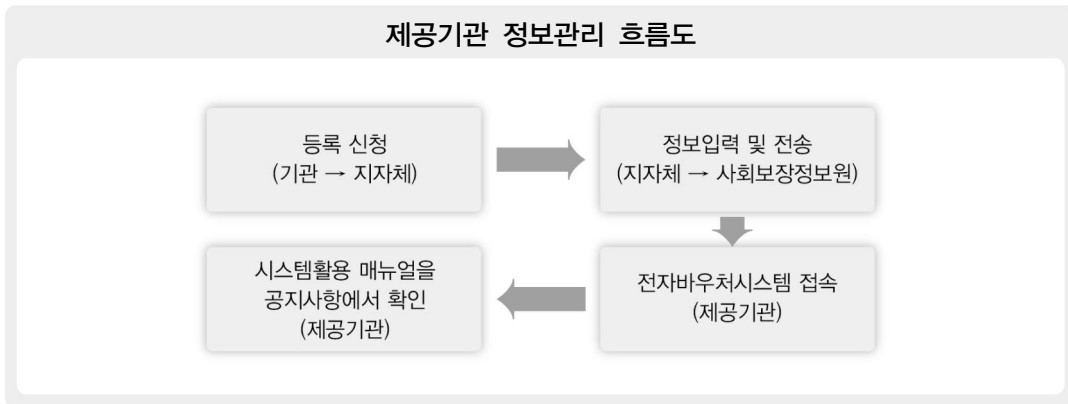 제공기관 정보관리 흐름도
등록 신청
(기관 → 지자체)
정보입력 및 전송
(지자체 → 사회보장정보원)
전자바우처시스템 접속
(제공기관)
시스템활용 매뉴얼을
공지사항에서 확인
(제공기관)